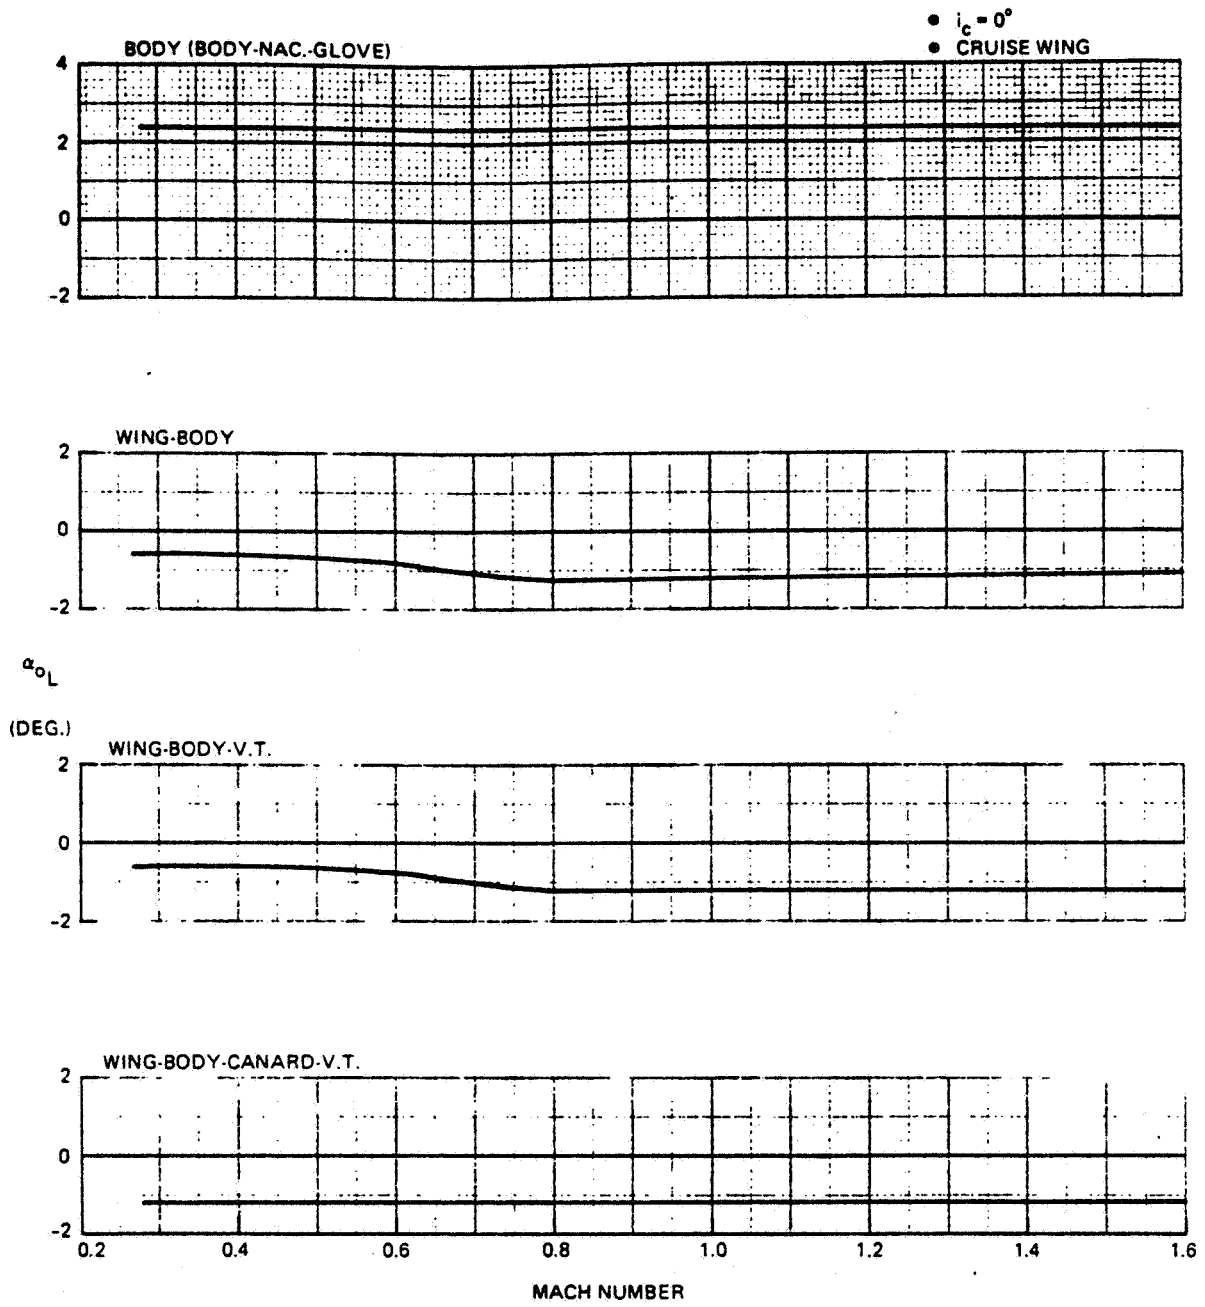 ● i_c = 0°
● CRUISE WING
BODY (BODY-NAC.-GLOVE)
4
2
0
-2
WING-BODY
2
0
-2
α_{oL}
(DEG.)
WING-BODY-V.T.
2
0
-2
WING-BODY-CANARD-V.T.
2
0
-2
0.2 0.4 0.6 0.8 1.0 1.2 1.4 1.6
MACH NUMBER